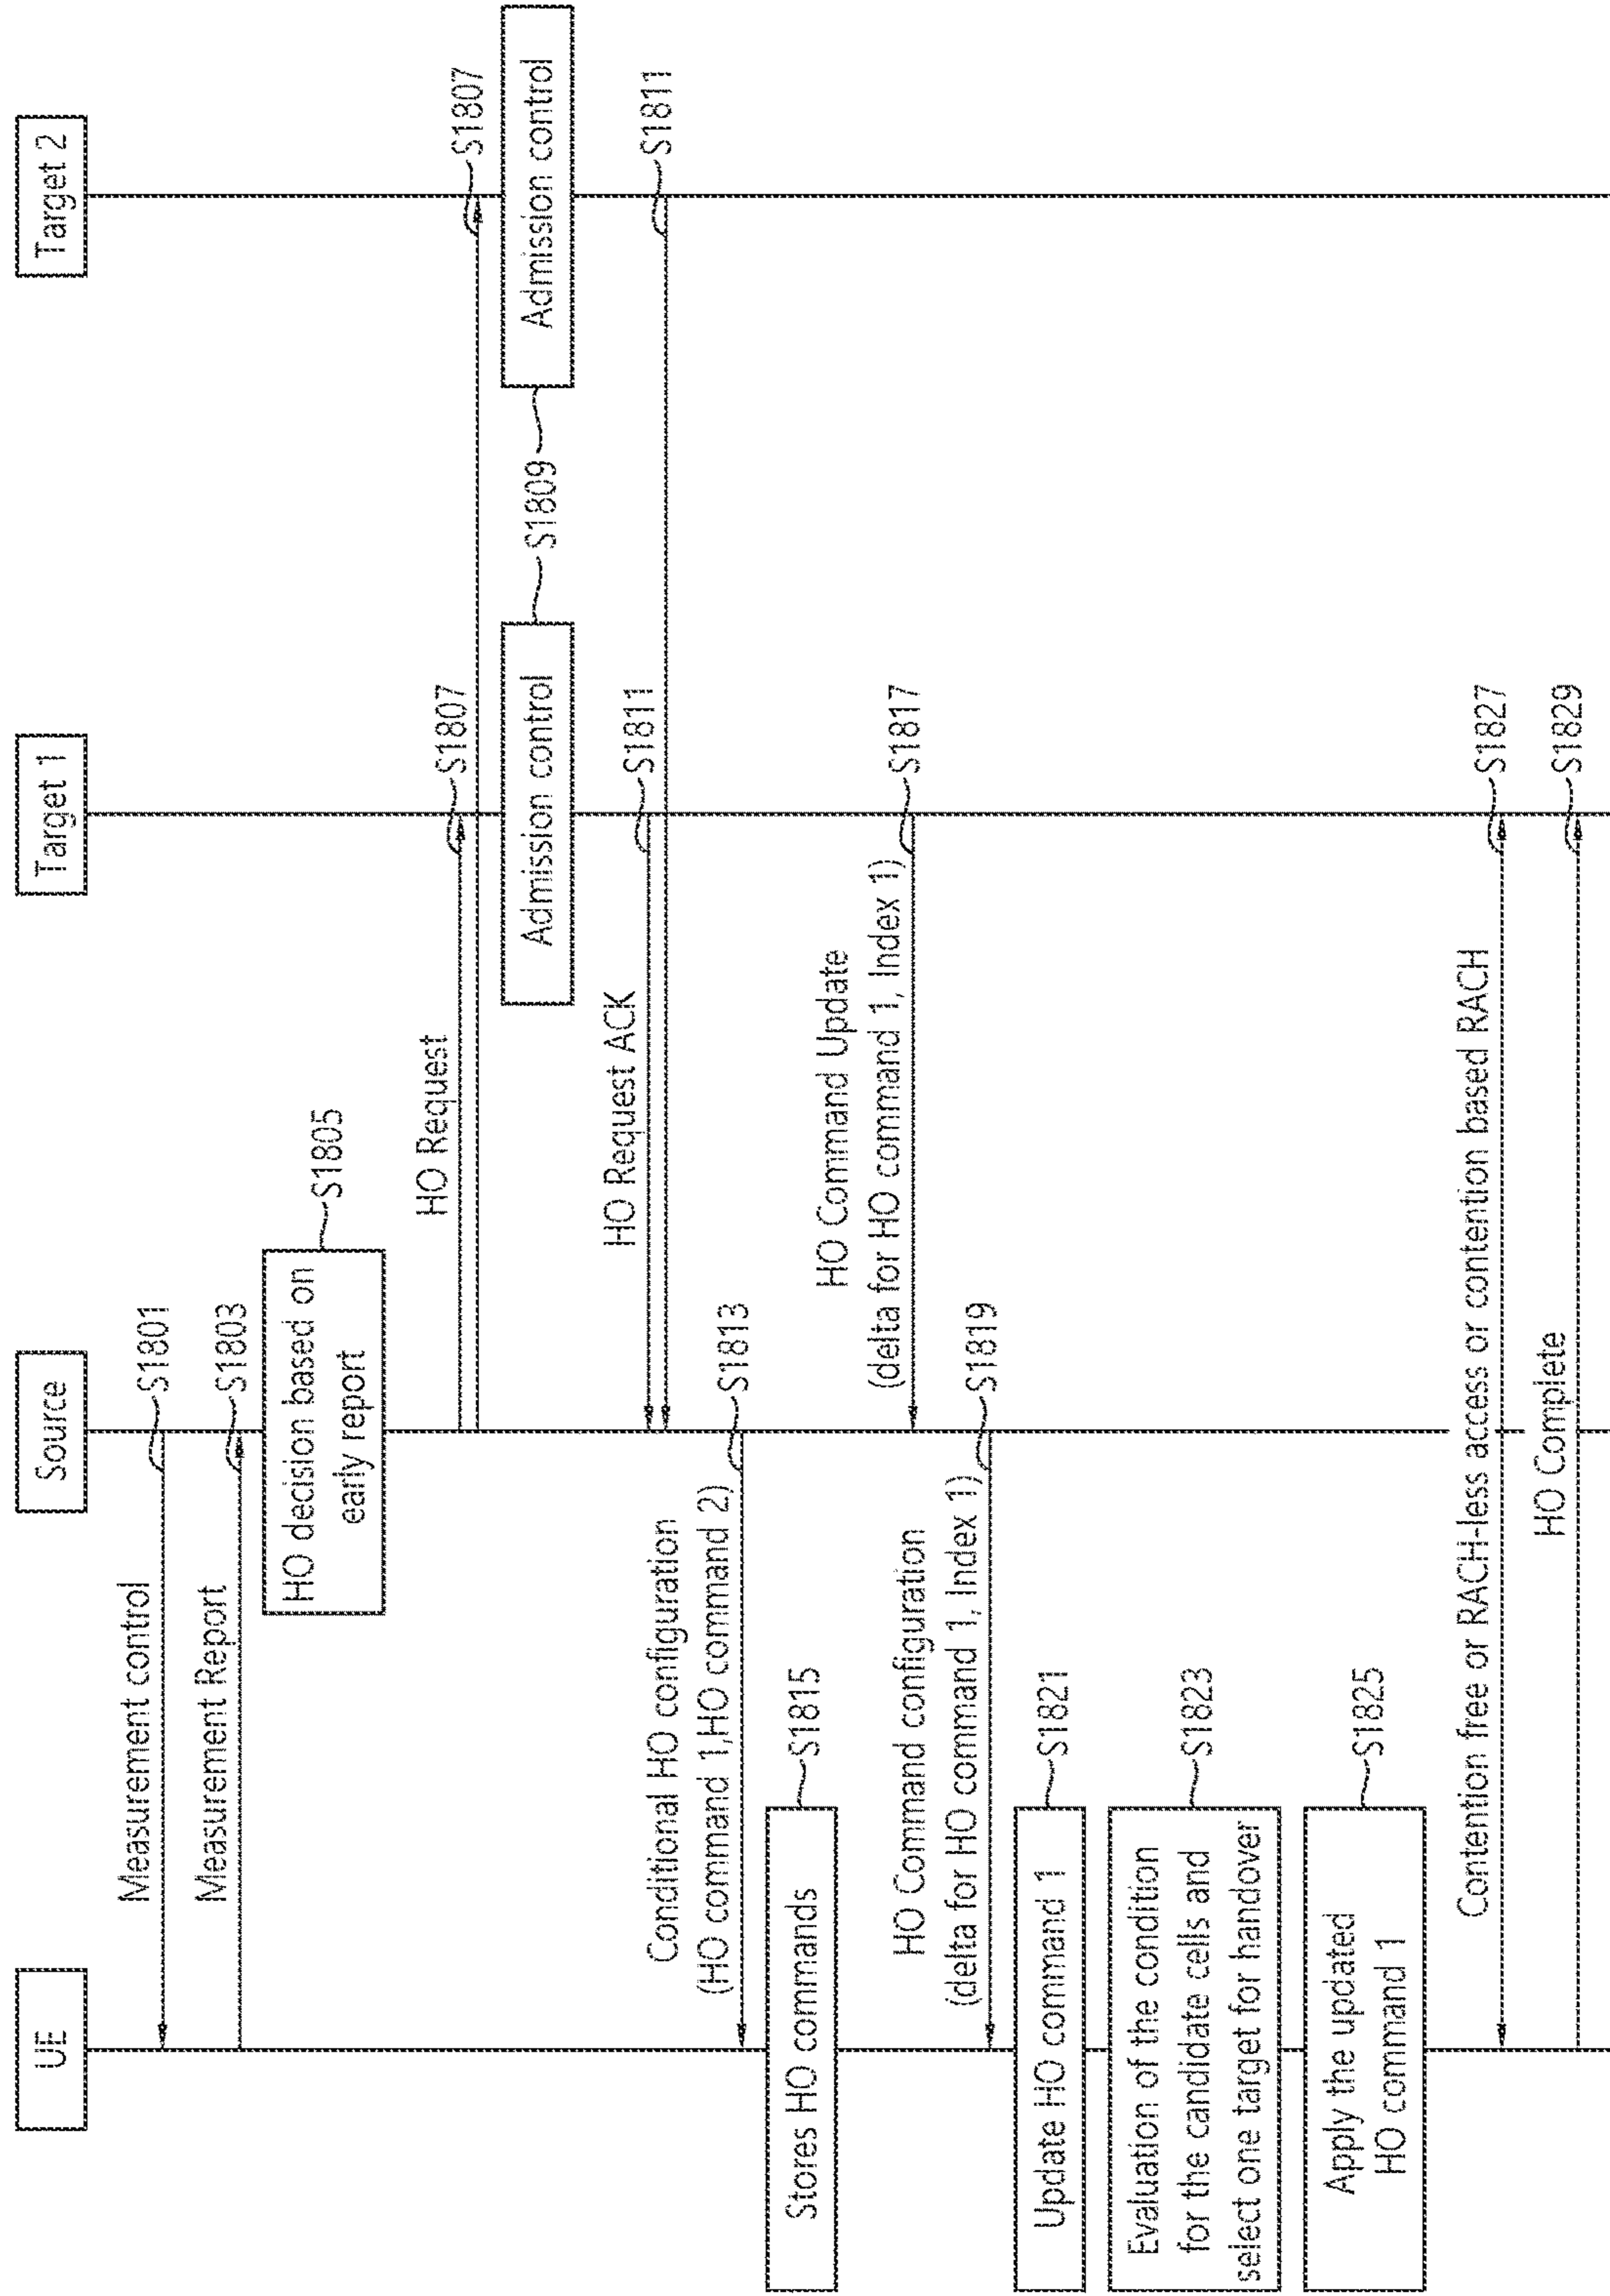 UE
Source
Target 1
Target 2
Measurement control
S1801
Measurement Report
S1803
HO decision based on
early report
S1805
HO Request
S1807
S1807
Admission control
S1809
Admission control
HO Request ACK
S1811
S1811
Conditional HO configuration
(HO command 1,HO command 2)
S1813
Stores HO commands
S1815
HO Command Update
(delta for HO command 1, Index 1)
S1817
HO Command configuration
(delta for HO command 1, Index 1)
S1819
Update HO command 1
S1821
Evaluation of the condition
for the candidate cells and
select one target for handover
S1823
Apply the updated
HO command 1
S1825
Contention free or RACH-less access or contention based RACH
S1827
HO Complete
S1829